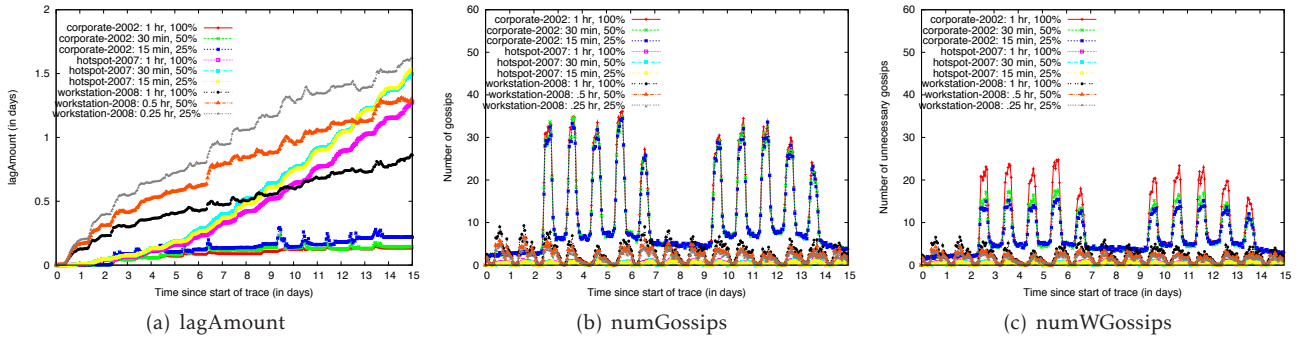 lagAmount (in days)
2
1.5
1
0.5
0
corporate-2002: 1 hr, 100%
corporate-2002: 30 min, 50%
corporate-2002: 15 min, 25%
hotspot-2007: 1 hr, 100%
hotspot-2007: 30 min, 50%
hotspot-2007: 15 min, 25%
workstation-2008: 1 hr, 100%
workstation-2008: 0.5 hr, 50%
workstation-2008: 0.25 hr, 25%
0 1 2 3 4 5 6 7 8 9 10 11 12 13 14 15
Time since start of trace (in days)
(a) lagAmount
Number of gossips
60
50
40
30
20
10
0
corporate-2002: 1 hr, 100%
corporate-2002: 30 min, 50%
corporate-2002: 15 min, 25%
hotspot-2007: 1 hr, 100%
hotspot-2007: 30 min, 50%
hotspot-2007: 15 min, 25%
workstation-2008: 1 hr, 100%
workstation-2008: .5 hr, 50%
workstation-2008: .25 hr, 25%
0 1 2 3 4 5 6 7 8 9 10 11 12 13 14 15
Time since start of trace (in days)
(b) numGossips
Number of unnecessary gossips
60
50
40
30
20
10
0
corporate-2002: 1 hr, 100%
corporate-2002: 30 min, 50%
corporate-2002: 15 min, 25%
hotspot-2007: 1 hr, 100%
hotspot-2007: 30 min, 50%
hotspot-2007: 15 min, 25%
workstation-2008: 1 hr, 100%
workstation-2008: .5 hr, 50%
workstation-2008: .25 hr, 25%
0 1 2 3 4 5 6 7 8 9 10 11 12 13 14 15
Time since start of trace (in days)
(c) numWGossips